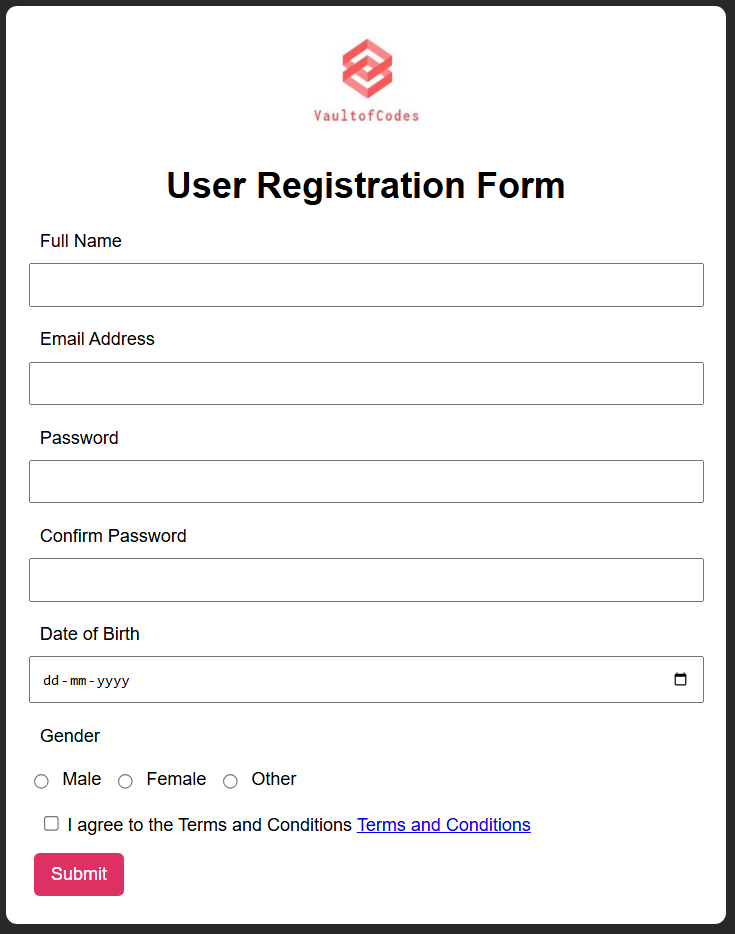 VaultofCodes
User Registration Form
Full Name
Email Address
Password
Confirm Password
Date of Birth
dd-mm-yyyy
Gender
Male Female Other
I agree to the Terms and Conditions Terms and Conditions
Submit